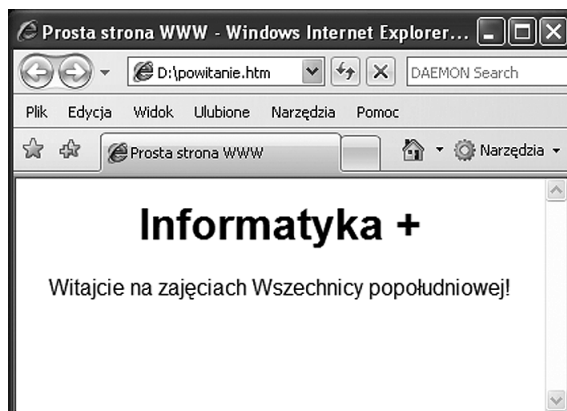 Prosta strona WWW - Windows Internet Explorer...
D:\powitanie.htm
DAEMON Search
Plik Edycja Widok Ulubione Narzędzia Pomoc
Prosta strona WWW
Narzędzia
Informatyka +
Witajcie na zajęciach Wszechnicy popołudniowej!